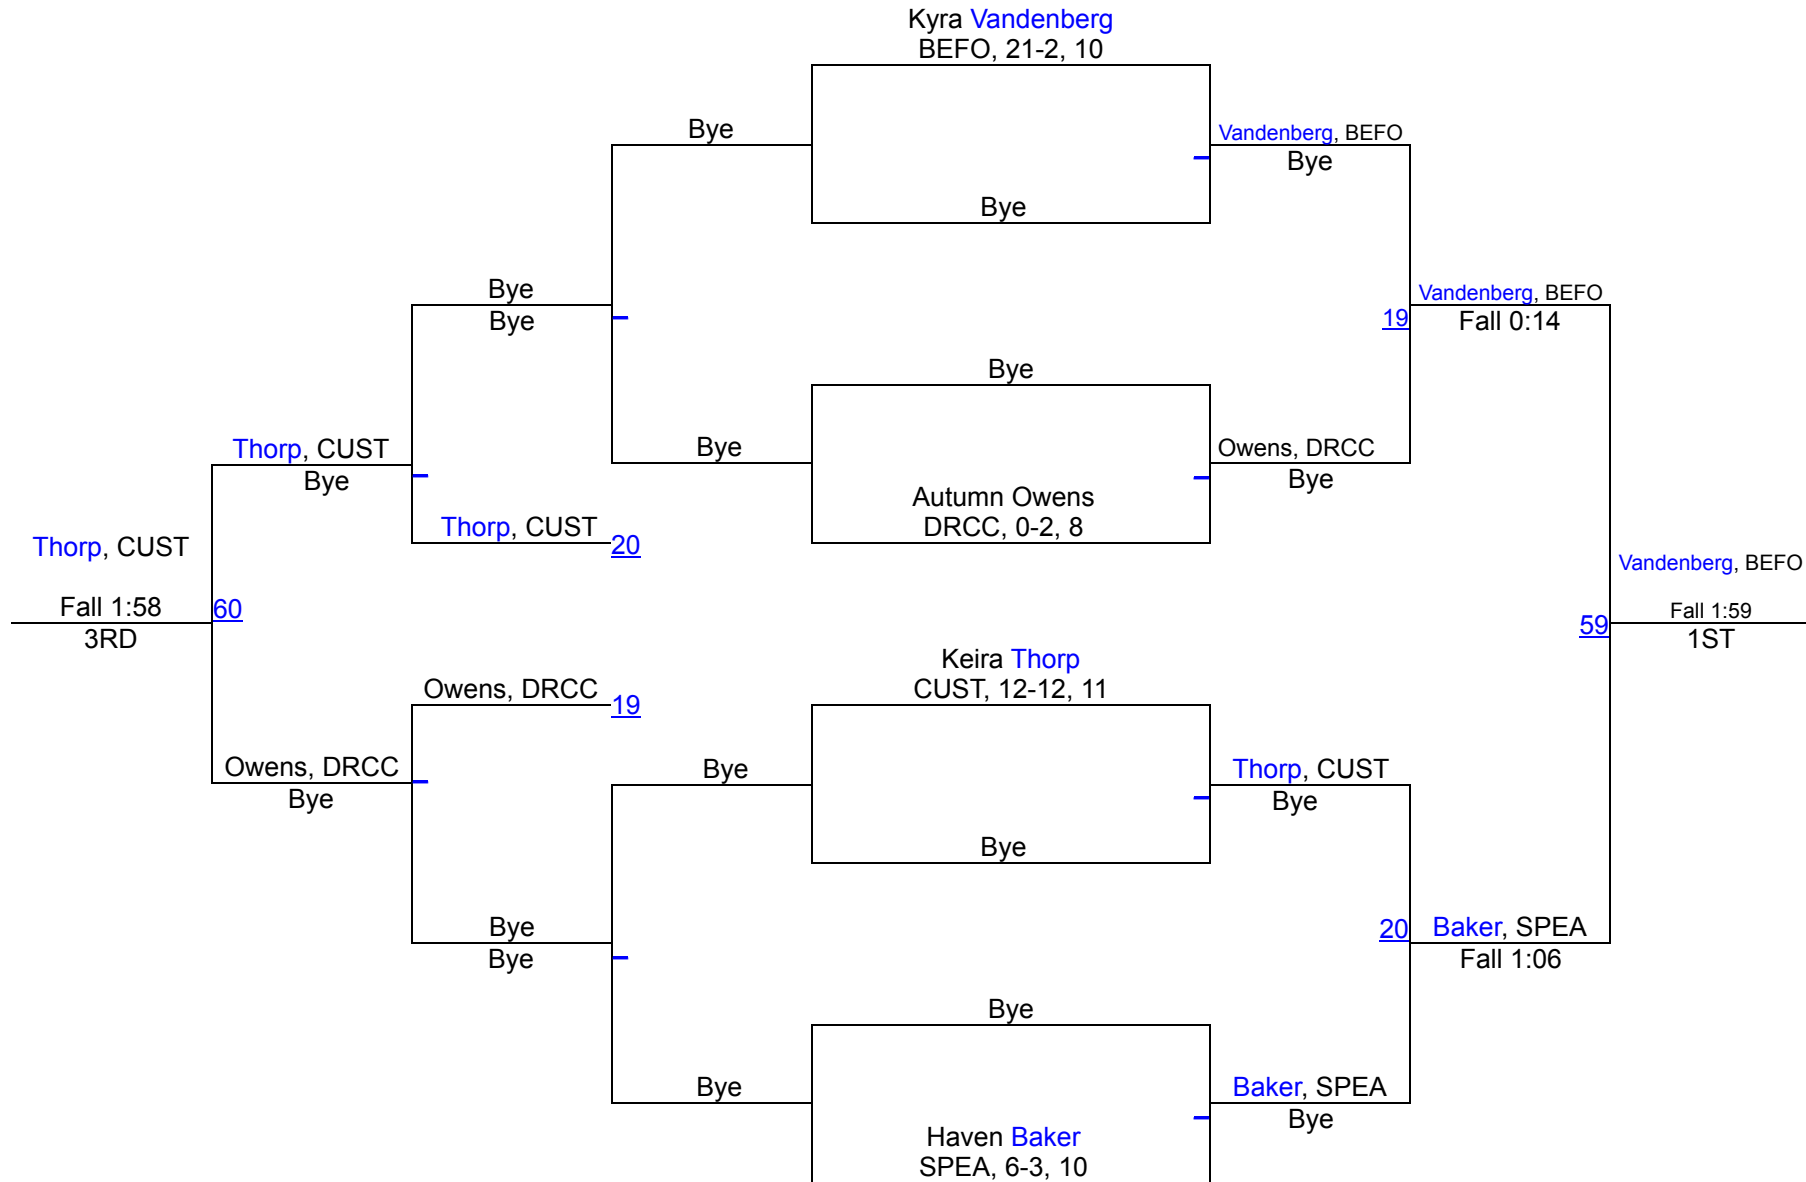 Kyra Vandenberg
BEFO, 21-2, 10
Bye
Vandenberg, BEFO
Bye
Bye
Bye
Bye
Vandenberg, BEFO
19
Fall 0:14
Bye
Thorp, CUST
Bye
Bye
Owens, DRCC
Bye
Autumn Owens
DRCC, 0-2, 8
Thorp, CUST
20
Thorp, CUST
Fall 1:58
60
3RD
Vandenberg, BEFO
Fall 1:59
59
1ST
Keira Thorp
CUST, 12-12, 11
Owens, DRCC
19
Owens, DRCC
Bye
Bye
Thorp, CUST
Bye
Bye
Bye
Bye
20
Baker, SPEA
Fall 1:06
Bye
Bye
Baker, SPEA
Bye
Haven Baker
SPEA, 6-3, 10